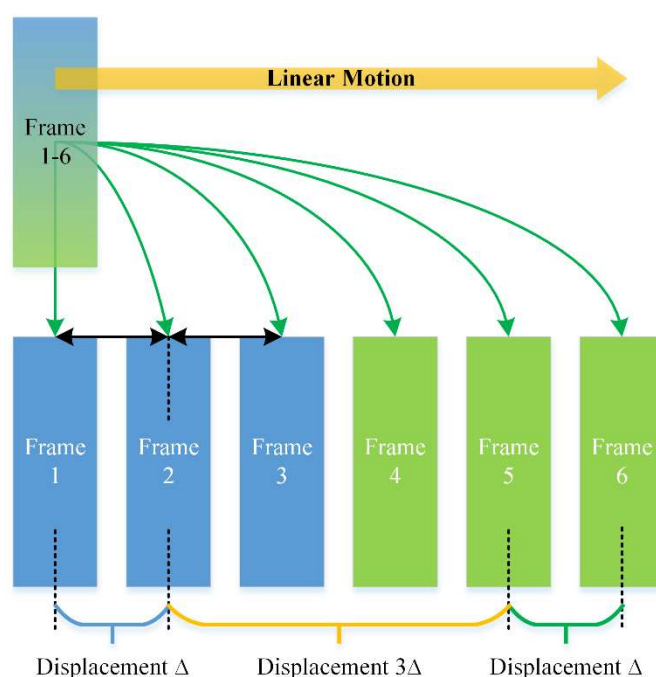 Linear Motion
Frame
1-6
Frame
1
Frame
2
Frame
3
Frame
4
Frame
5
Frame
6
Displacement Δ
Displacement 3Δ
Displacement Δ